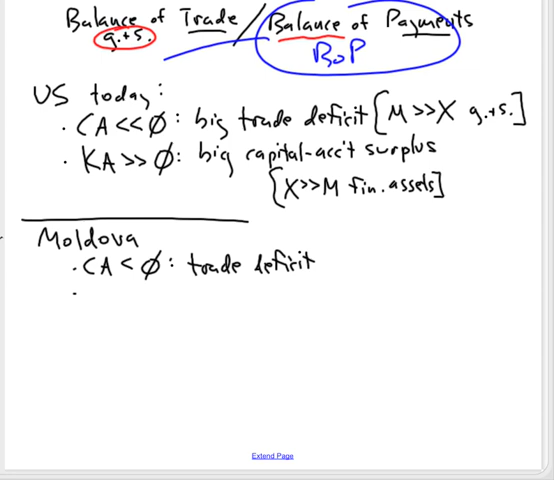 Balance of Trade / Balance of Payments
g.+s.
BoP
US today:
· CA<<Ø: big trade deficit [M>>X g.+s.]
· KA>>Ø: big capital-acc't surplus
[X>>M fin. assets]
Moldova
· CA<Ø: trade deficit
·
Extend Page